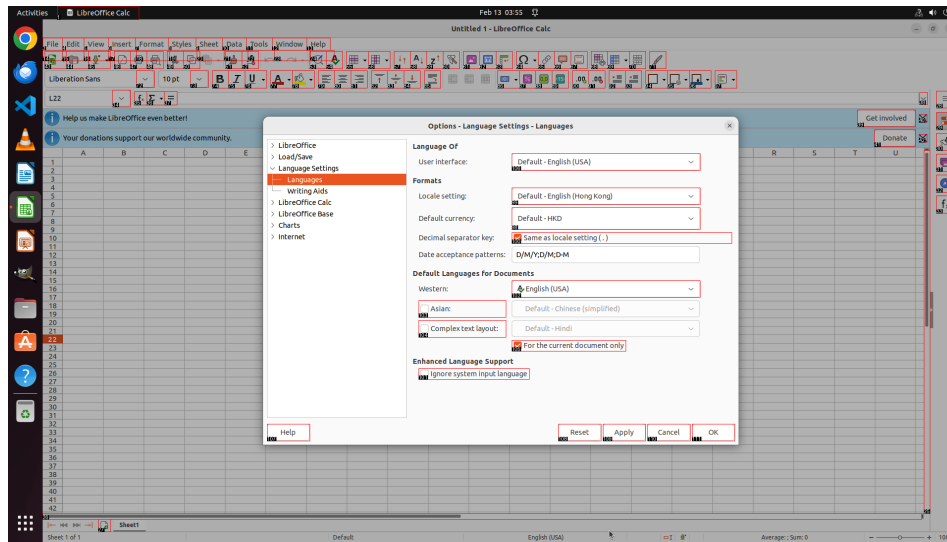 Activities
LibreOffice Calc
Feb 13 03:55
Untitled 1 - LibreOffice Calc
File Edit View Insert Format Styles Sheet Data Tools Window Help
Liberation Sans
10 pt
L22
Help us make LibreOffice even better!
Get involved
Your donations support our worldwide community.
Donate
A B C D E R S T U
Options - Language Settings - Languages
LibreOffice
Load/Save
Language Settings
Languages
Writing Aids
LibreOffice Calc
LibreOffice Base
Charts
Internet
Language Of
User interface: Default - English (USA)
Formats
Locale setting: Default - English (Hong Kong)
Default currency: Default - HKD
Decimal separator key: Same as locale setting ( . )
Date acceptance patterns: D/M/Y;D/M;D-M
Default Languages for Documents
Western: English (USA)
Asian: Default - Chinese (simplified)
Complex text layout: Default - Hindi
For the current document only
Enhanced Language Support
Ignore system input language
Help Reset Apply Cancel OK
1
2
3
4
5
6
7
8
9
10
11
12
13
14
15
16
17
18
19
20
21
22
23
24
25
26
27
28
29
30
31
32
33
34
35
36
37
38
39
40
41
42
Sheet1
Sheet 1 of 1
Default
English (USA)
Average: ; Sum: 0